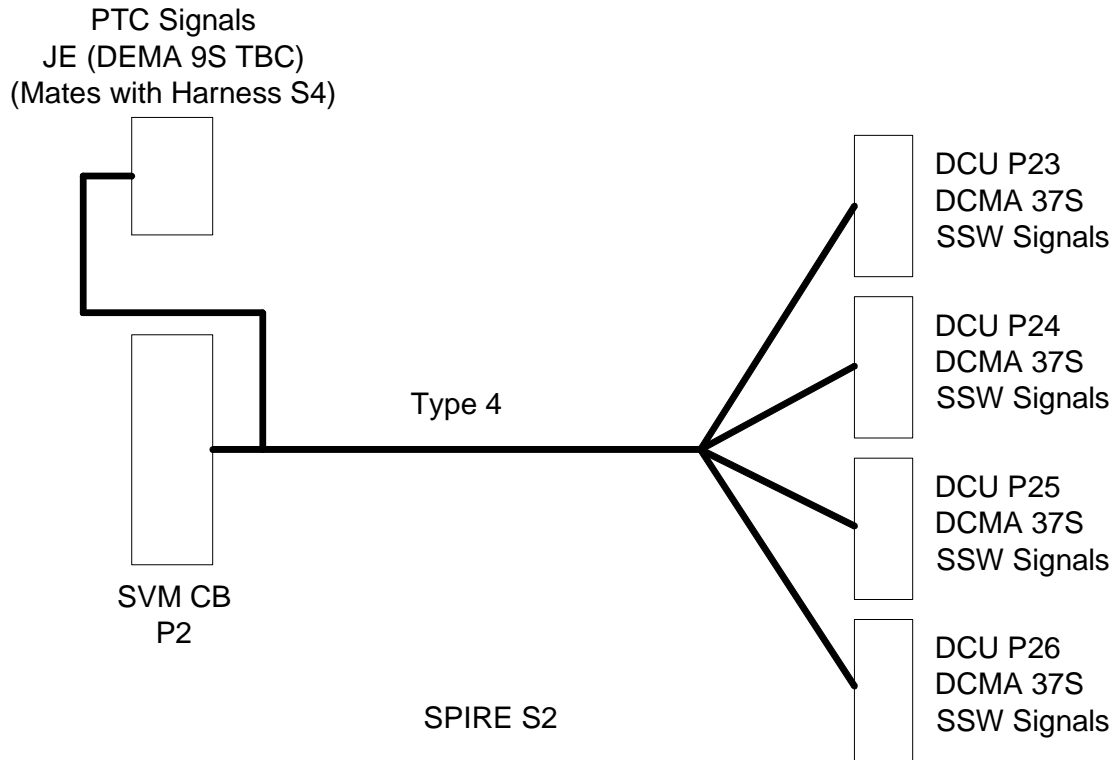 PTC Signals
JE (DEMA 9S TBC)
(Mates with Harness S4)
DCU P23
DCMA 37S
SSW Signals
DCU P24
DCMA 37S
SSW Signals
Type 4
DCU P25
DCMA 37S
SSW Signals
SVM CB
P2
DCU P26
DCMA 37S
SSW Signals
SPIRE S2